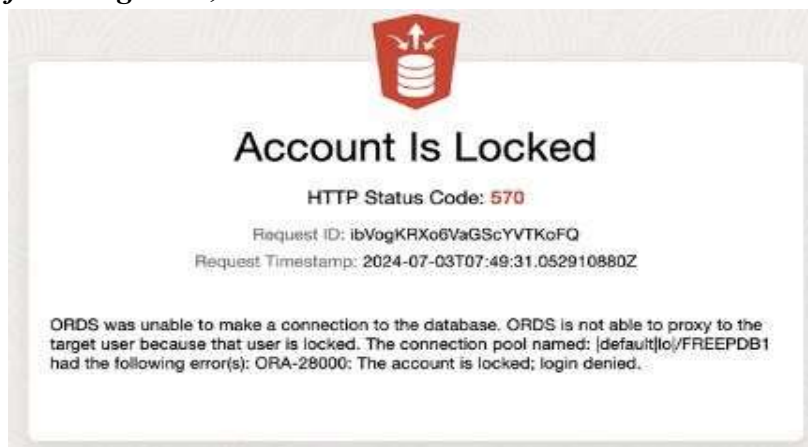 Account Is Locked
HTTP Status Code: 570
Request ID: ibVogKRXo6VaGScYVTKoFQ
Request Timestamp: 2024-07-03T07:49:31.052910880Z
ORDS was unable to make a connection to the database. ORDS is not able to proxy to the
target user because that user is locked. The connection pool named: |default|lo|/FREEPDB1
had the following error(s): ORA-28000: The account is locked; login denied.